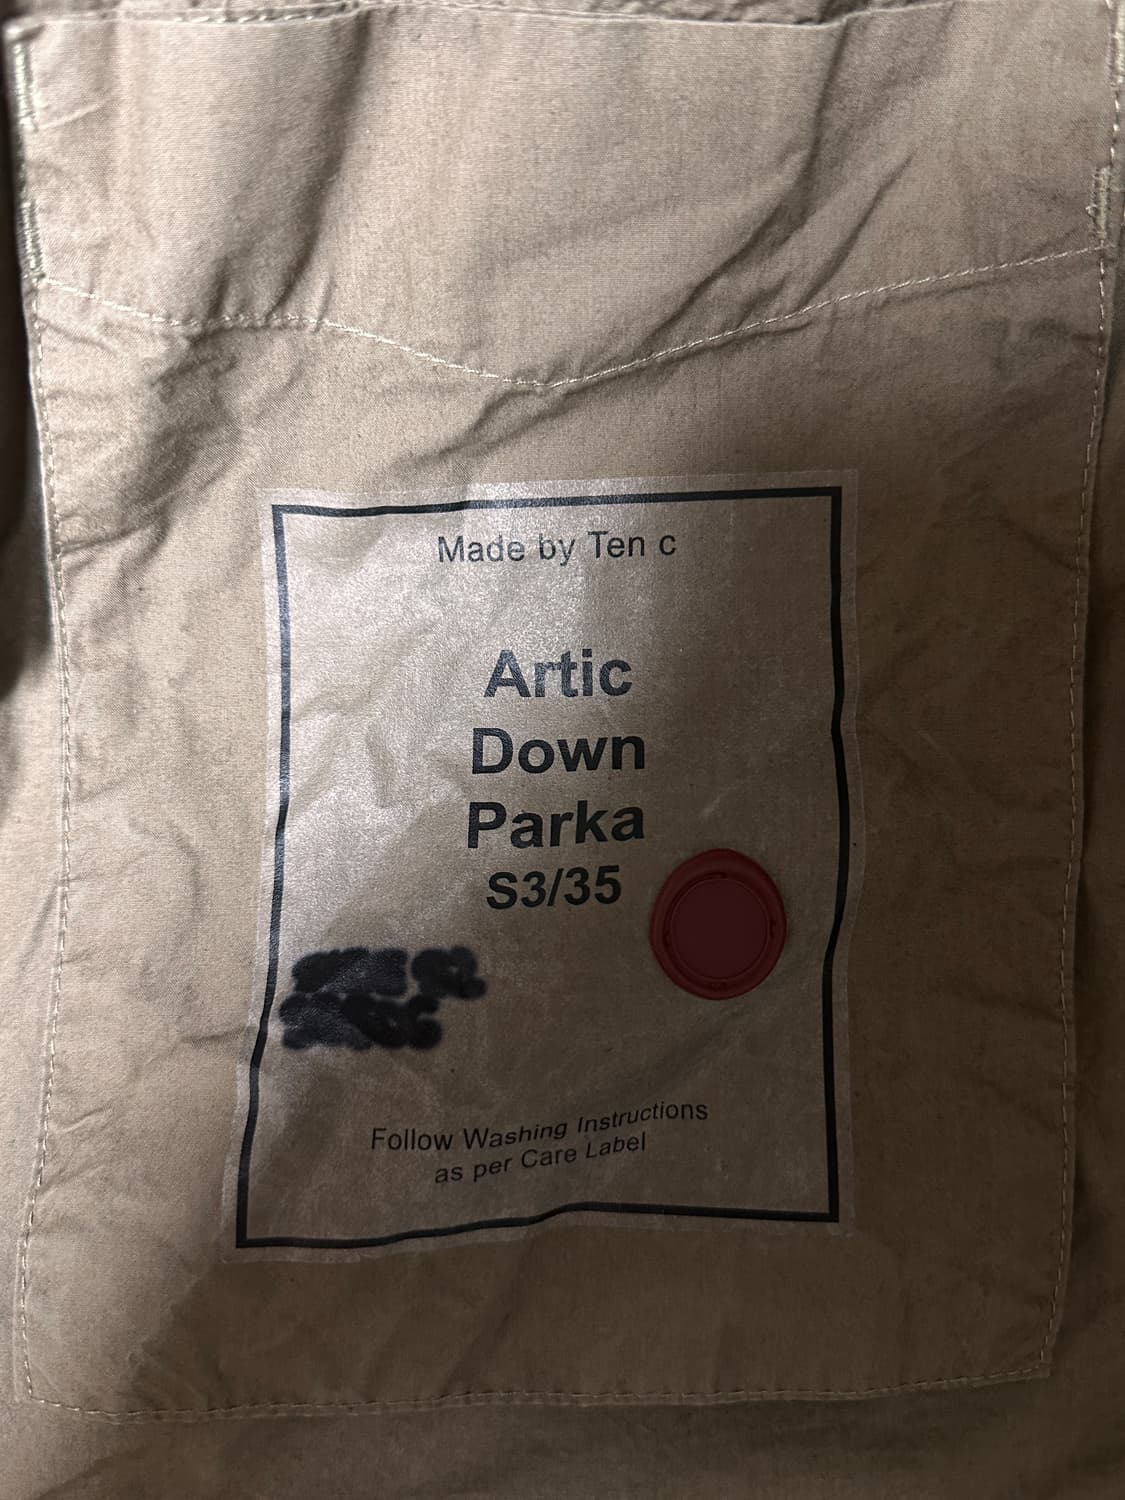 Made by Ten c
Artic
Down
Parka
S3/35
Follow Washing Instructions
as per Care Label